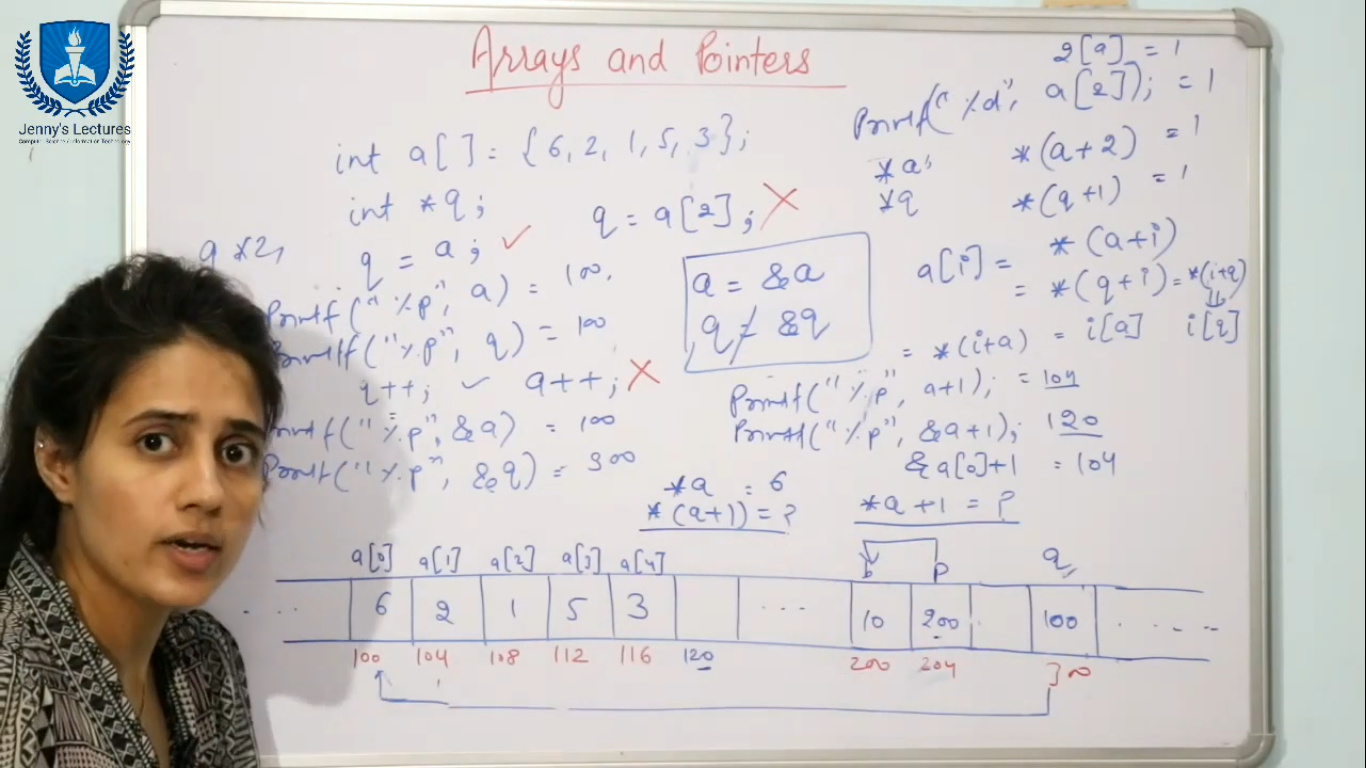 Jenny's Lectures
Arrays and Pointers
int a[ ] = {6, 2, 1, 5, 3};
int *q;
q = a[2];
q = a;
printf("%p", a) = 100.
printf("%p", q) = 100
q++;
a++;
printf("%p", &a) = 100
printf("%p", &q) = 300
a = &a
q ≠ &q
2[a] = 1
printf("%d", a[2]); = 1
*a,
*(a+2) = 1
*q
*(q+1) = 1
a[i] = *(a+i)
= *(q+i) = *(i+q)
= *(i+a) = i[a]
i[q]
printf("%p", a+1); = 104
printf("%p", &a+1); 120
&a[0]+1 = 104
*a = 6
*(a+1) = ?
*a+1 = ?
a[0] a[1] a[2] a[3] a[4]
b p q
6 2 1 5 3 ... 10 200 100
100 104 108 112 116 120 200 204 300